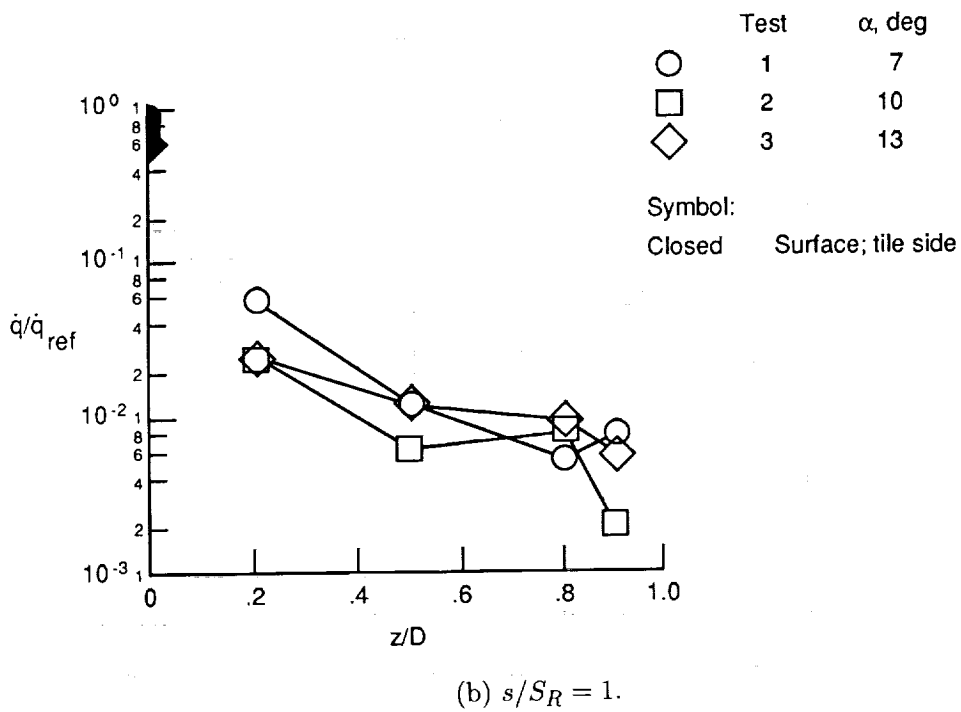 Test α, deg
1 7
2 10
3 13
Symbol:
Closed Surface; tile side
q̇/q̇ref
10⁰ 1
8
6
4
2
10⁻¹ 1
8
6
4
2
10⁻² 1
8
6
4
2
10⁻³ 1
0 .2 .4 .6 .8 1.0
z/D
(b) s/S_R = 1.